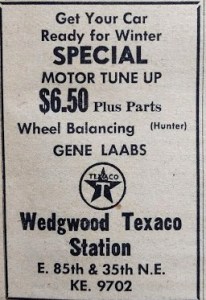 Get Your Car
Ready for Winter
SPECIAL
MOTOR TUNE UP
$6.50 Plus Parts
Wheel Balancing (Hunter)
GENE LAABS
TEXACO
T
Wedgwood Texaco
Station
E. 85th & 35th N.E.
KE. 9702